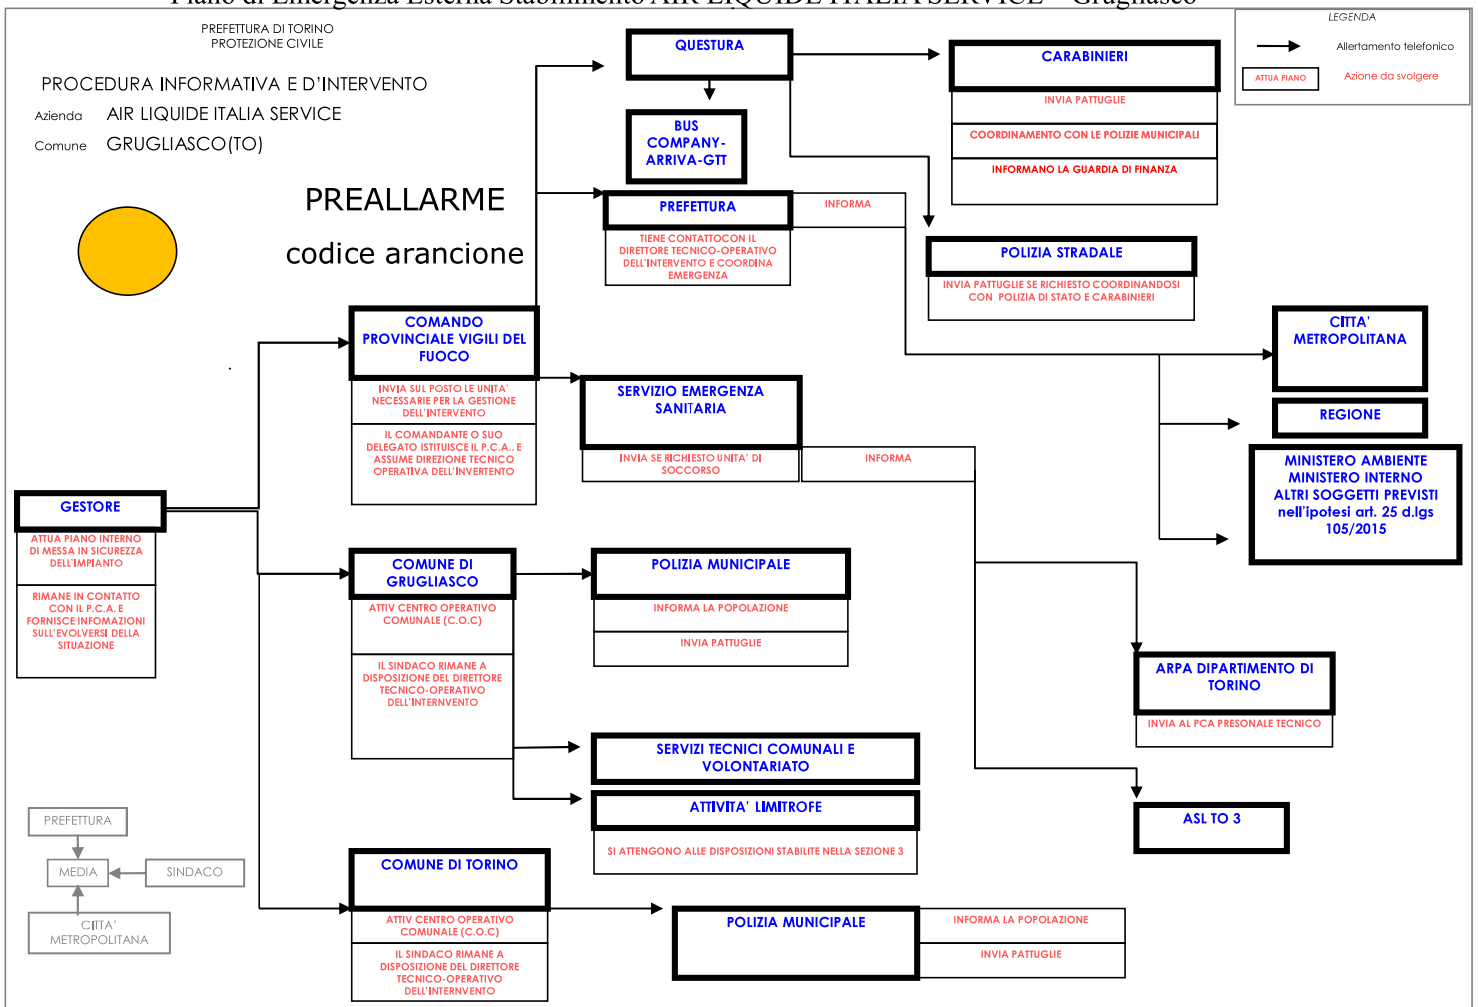 Piano di Emergenza Esterna Stabilimento AIR LIQUIDE ITALIA SERVICE – Grugliasco
PREFETTURA DI TORINO
PROTEZIONE CIVILE
PROCEDURA INFORMATIVA E D'INTERVENTO
Azienda AIR LIQUIDE ITALIA SERVICE
Comune GRUGLIASCO(TO)
PREALLARME
codice arancione
LEGENDA
Allertamento telefonico
ATTUA PIANO
Azione da svolgere
QUESTURA
BUS
COMPANY-
ARRIVA-GTT
CARABINIERI
INVIA PATTUGLIE
COORDINAMENTO CON LE POLIZIE MUNICIPALI
INFORMANO LA GUARDIA DI FINANZA
PREFETTURA
INFORMA
TIENE CONTATTOCON IL
DIRETTORE TECNICO-OPERATIVO
DELL'INTERVENTO E COORDINA
EMERGENZA
POLIZIA STRADALE
INVIA PATTUGLIE SE RICHIESTO COORDINANDOSI
CON POLIZIA DI STATO E CARABINIERI
COMANDO
PROVINCIALE VIGILI DEL
FUOCO
INVIA SUL POSTO LE UNITA'
NECESSARIE PER LA GESTIONE
DELL'INTERVENTO
IL COMANDANTE O SUO
DELEGATO ISTITUISCE IL P.C.A.. E
ASSUME DIREZIONE TECNICO
OPERATIVA DELL'INVERTENTO
SERVIZIO EMERGENZA
SANITARIA
INVIA SE RICHIESTO UNITA' DI
SOCCORSO
INFORMA
CITTA'
METROPOLITANA
REGIONE
MINISTERO AMBIENTE
MINISTERO INTERNO
ALTRI SOGGETTI PREVISTI
nell'ipotesi art. 25 d.lgs
105/2015
GESTORE
ATTUA PIANO INTERNO
DI MESSA IN SICUREZZA
DELL'IMPIANTO
RIMANE IN CONTATTO
CON IL P.C.A. E
FORNISCE INFOMAZIONI
SULL'EVOLVERSI DELLA
SITUAZIONE
COMUNE DI
GRUGLIASCO
ATTIV CENTRO OPERATIVO
COMUNALE (C.O.C)
IL SINDACO RIMANE A
DISPOSIZIONE DEL DIRETTORE
TECNICO-OPERATIVO
DELL'INTERNVENTO
POLIZIA MUNICIPALE
INFORMA LA POPOLAZIONE
INVIA PATTUGLIE
ARPA DIPARTIMENTO DI
TORINO
INVIA AL PCA PRESONALE TECNICO
SERVIZI TECNICI COMUNALI E
VOLONTARIATO
ATTIVITA' LIMITROFE
SI ATTENGONO ALLE DISPOSIZIONI STABILITE NELLA SEZIONE 3
ASL TO 3
PREFETTURA
MEDIA
SINDACO
CITTA'
METROPOLITANA
COMUNE DI TORINO
ATTIV CENTRO OPERATIVO
COMUNALE (C.O.C)
IL SINDACO RIMANE A
DISPOSIZIONE DEL DIRETTORE
TECNICO-OPERATIVO
DELL'INTERNVENTO
POLIZIA MUNICIPALE
INFORMA LA POPOLAZIONE
INVIA PATTUGLIE